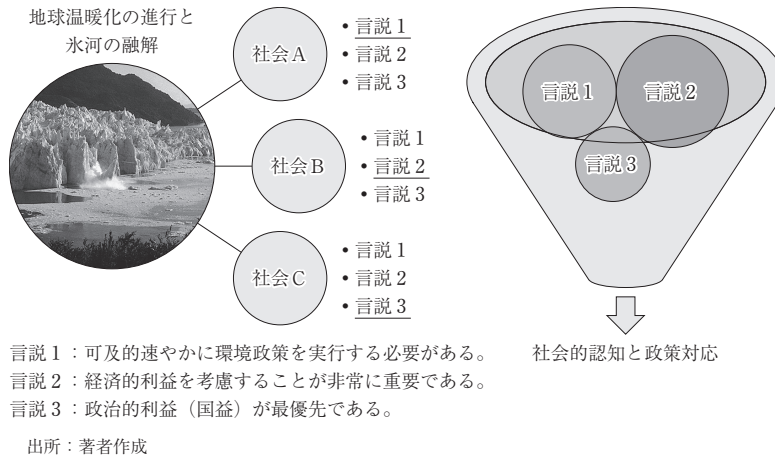 地球温暖化の進行と
氷河の融解
社会A
・言説1
・言説2
・言説3
社会B
・言説1
・言説2
・言説3
社会C
・言説1
・言説2
・言説3
言説1
言説2
言説3
社会的認知と政策対応
言説1：可及的速やかに環境政策を実行する必要がある。
言説2：経済的利益を考慮することが非常に重要である。
言説3：政治的利益（国益）が最優先である。
出所：著者作成